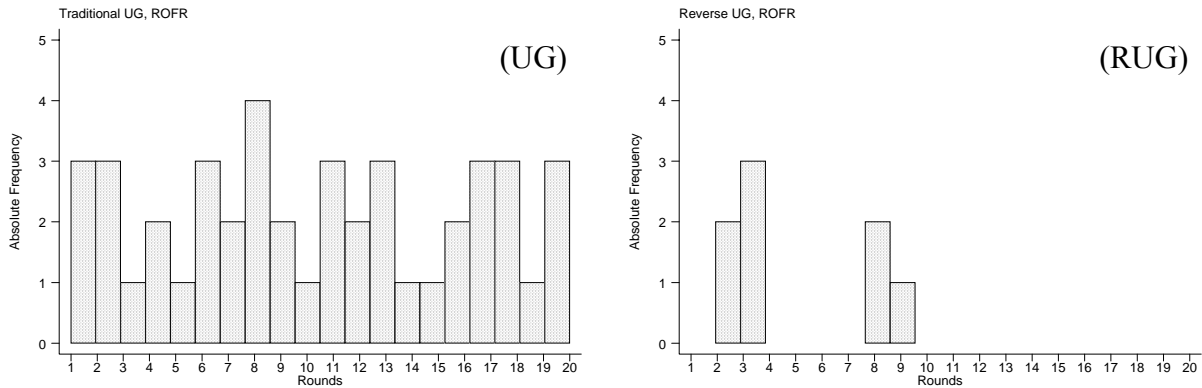 Traditional UG, ROFR
(UG)
Absolute Frequency
5
4
3
2
1
0
1 2 3 4 5 6 7 8 9 10 11 12 13 14 15 16 17 18 19 20
Rounds
Reverse UG, ROFR
(RUG)
Absolute Frequency
5
4
3
2
1
0
1 2 3 4 5 6 7 8 9 10 11 12 13 14 15 16 17 18 19 20
Rounds